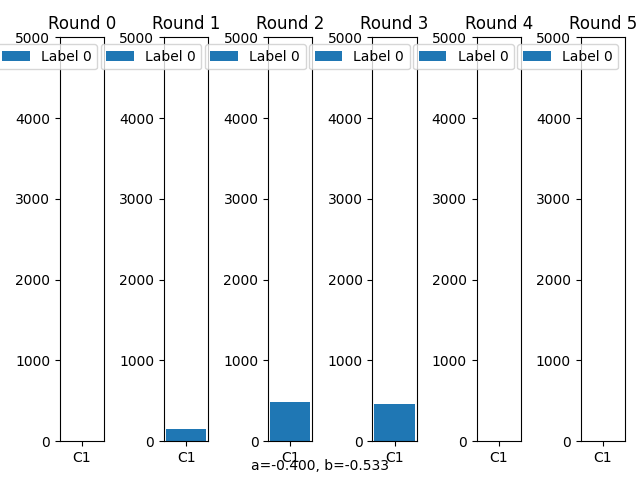 Round 0 Round 1 Round 2 Round 3 Round 4 Round 5
5000 5000 5000 5000 5000 5000
Label 0 Label 0 Label 0 Label 0 Label 0 Label 0
4000 4000 4000 4000 4000 4000
3000 3000 3000 3000 3000 3000
2000 2000 2000 2000 2000 2000
1000 1000 1000 1000 1000 1000
0 0 0 0 0 0
C1 C1 C1 C1 C1 C1
a=-0.400, b=-0.533